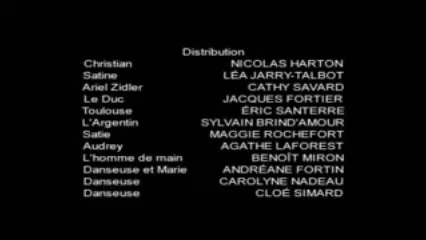 Distribution
Christian NICOLAS HARTON
Satine LÉA JARRY-TALBOT
Ariel Zidler CATHY SAVARD
Le Duc JACQUES FORTIER
Toulouse ÉRIC SANTERRE
L'Argentin SYLVAIN BRIND'AMOUR
Satie MAGGIE ROCHEFORT
Audrey AGATHE LAFOREST
L'homme de main BENOÎT MIRON
Danseuse et Marie ANDRÉANE FORTIN
Danseuse CAROLYNE NADEAU
Danseuse CLOÉ SIMARD